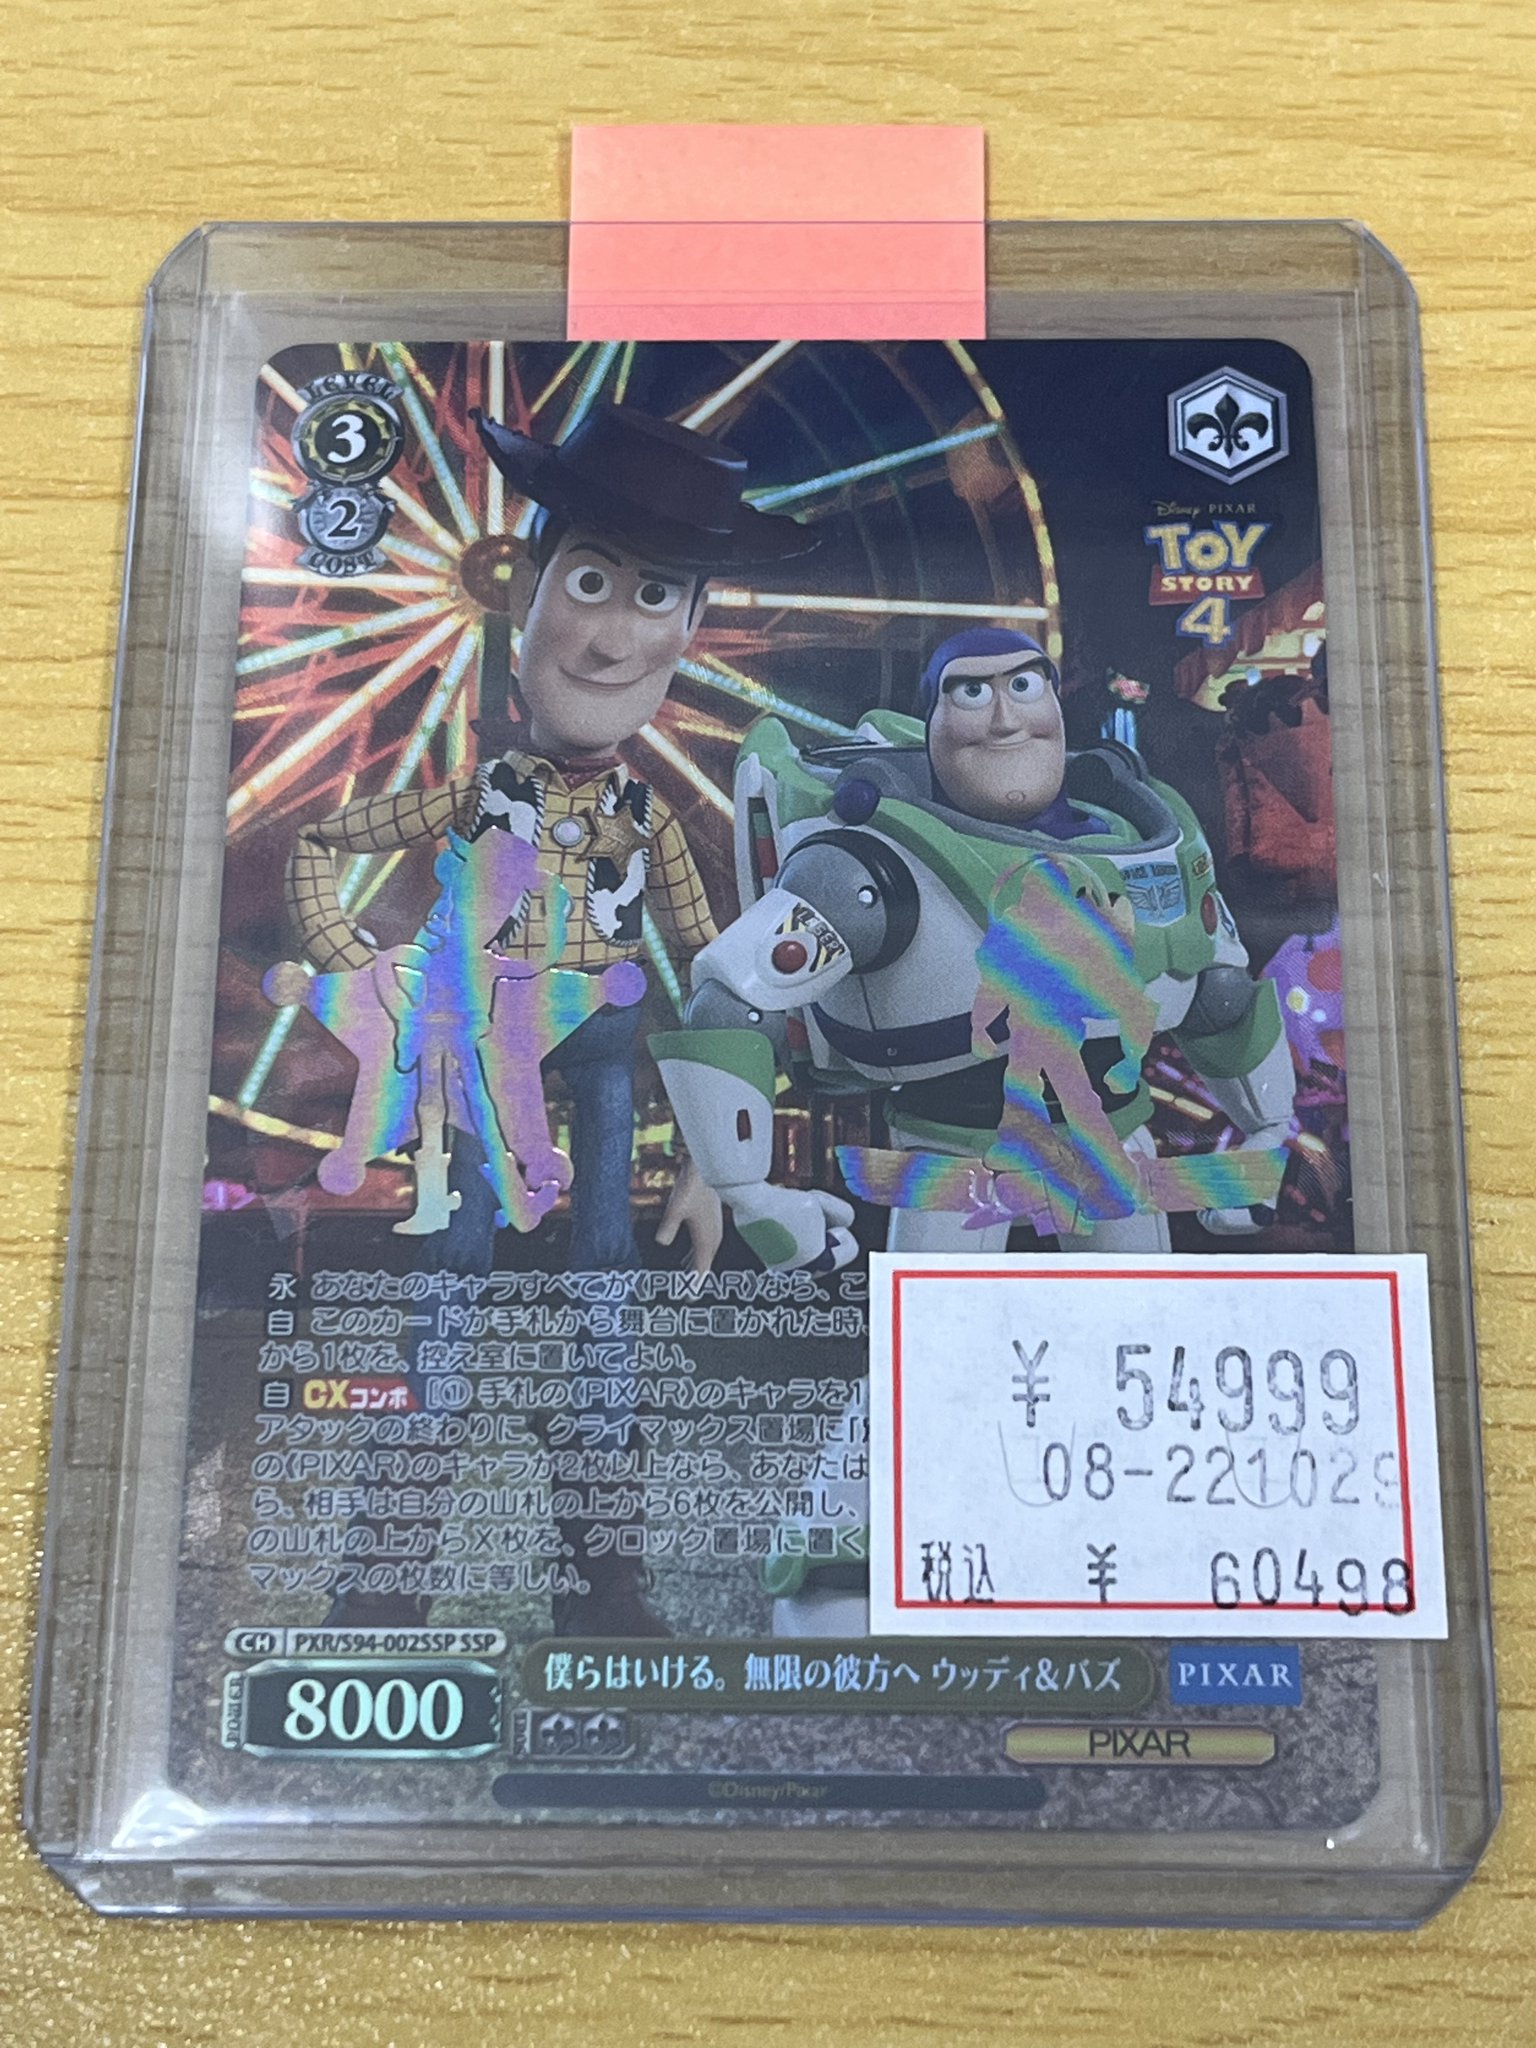 LEVEL
3
2
COST
Disney PIXAR
TOY
STORY
4
LASER
SPACE RANGER
永 あなたのキャラすべてが《PIXAR》なら、こ
自 このカードが手札から舞台に置かれた時、
から1枚を、控え室に置いてよい。
自 CXコンボ [① 手札の《PIXAR》のキャラを1
アタックの終わりに、クライマックス置場に「
の《PIXAR》のキャラが2枚以上なら、あなたは
ら、相手は自分の山札の上から6枚を公開し、
の山札の上からX枚を、クロック置場に置く
マックスの枚数に等しい。
¥ 54999
08-221029
税込 ¥ 60498
CH PXR/S94-002SSP SSP
POWER 8000
僕らはいける。無限の彼方へ ウッディ&バズ
PIXAR
PIXAR
©Disney/Pixar